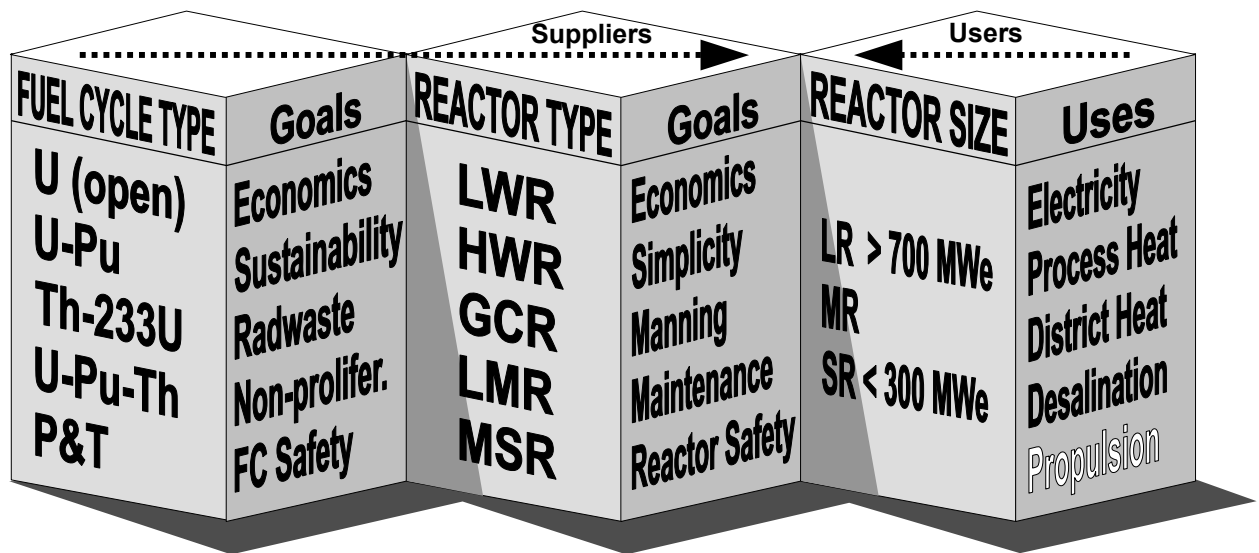 Suppliers
Users
FUEL CYCLE TYPE
U (open)
U-Pu
Th-233U
U-Pu-Th
P&T
Goals
Economics
Sustainability
Radwaste
Non-prolifer.
FC Safety
REACTOR TYPE
LWR
HWR
GCR
LMR
MSR
Goals
Economics
Simplicity
Manning
Maintenance
Reactor Safety
REACTOR SIZE
LR > 700 MWe
MR
SR < 300 MWe
Uses
Electricity
Process Heat
District Heat
Desalination
Propulsion